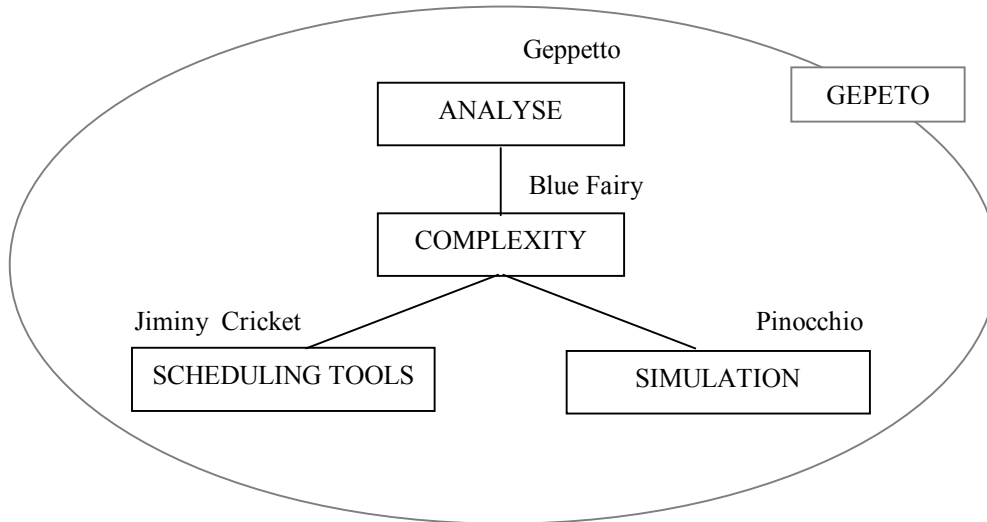 Geppetto
ANALYSE
GEPETO
Blue Fairy
COMPLEXITY
Jiminy Cricket
Pinocchio
SCHEDULING TOOLS
SIMULATION